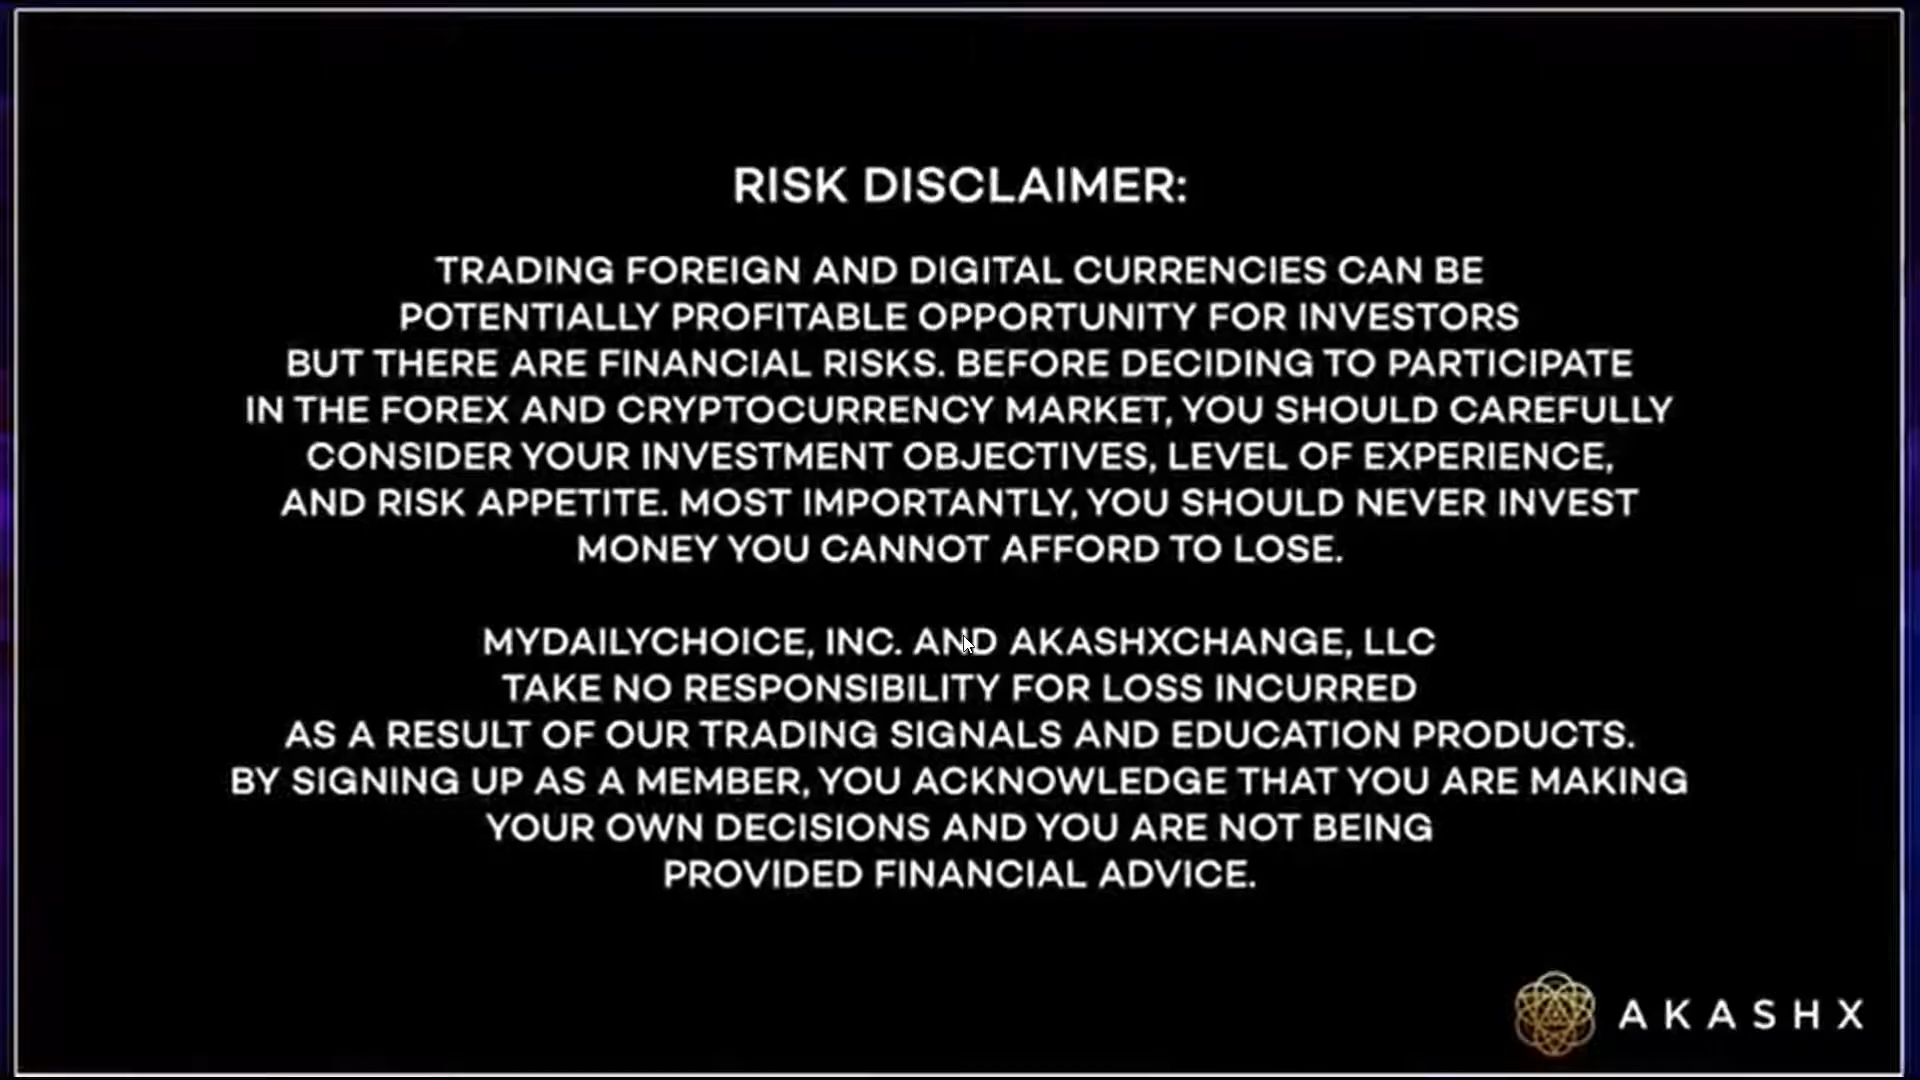 RISK DISCLAIMER:
TRADING FOREIGN AND DIGITAL CURRENCIES CAN BE
POTENTIALLY PROFITABLE OPPORTUNITY FOR INVESTORS
BUT THERE ARE FINANCIAL RISKS. BEFORE DECIDING TO PARTICIPATE
IN THE FOREX AND CRYPTOCURRENCY MARKET, YOU SHOULD CAREFULLY
CONSIDER YOUR INVESTMENT OBJECTIVES, LEVEL OF EXPERIENCE,
AND RISK APPETITE. MOST IMPORTANTLY, YOU SHOULD NEVER INVEST
MONEY YOU CANNOT AFFORD TO LOSE.
MYDAILYCHOICE, INC. AND AKASHXCHANGE, LLC
TAKE NO RESPONSIBILITY FOR LOSS INCURRED
AS A RESULT OF OUR TRADING SIGNALS AND EDUCATION PRODUCTS.
BY SIGNING UP AS A MEMBER, YOU ACKNOWLEDGE THAT YOU ARE MAKING
YOUR OWN DECISIONS AND YOU ARE NOT BEING
PROVIDED FINANCIAL ADVICE.
AKASHX